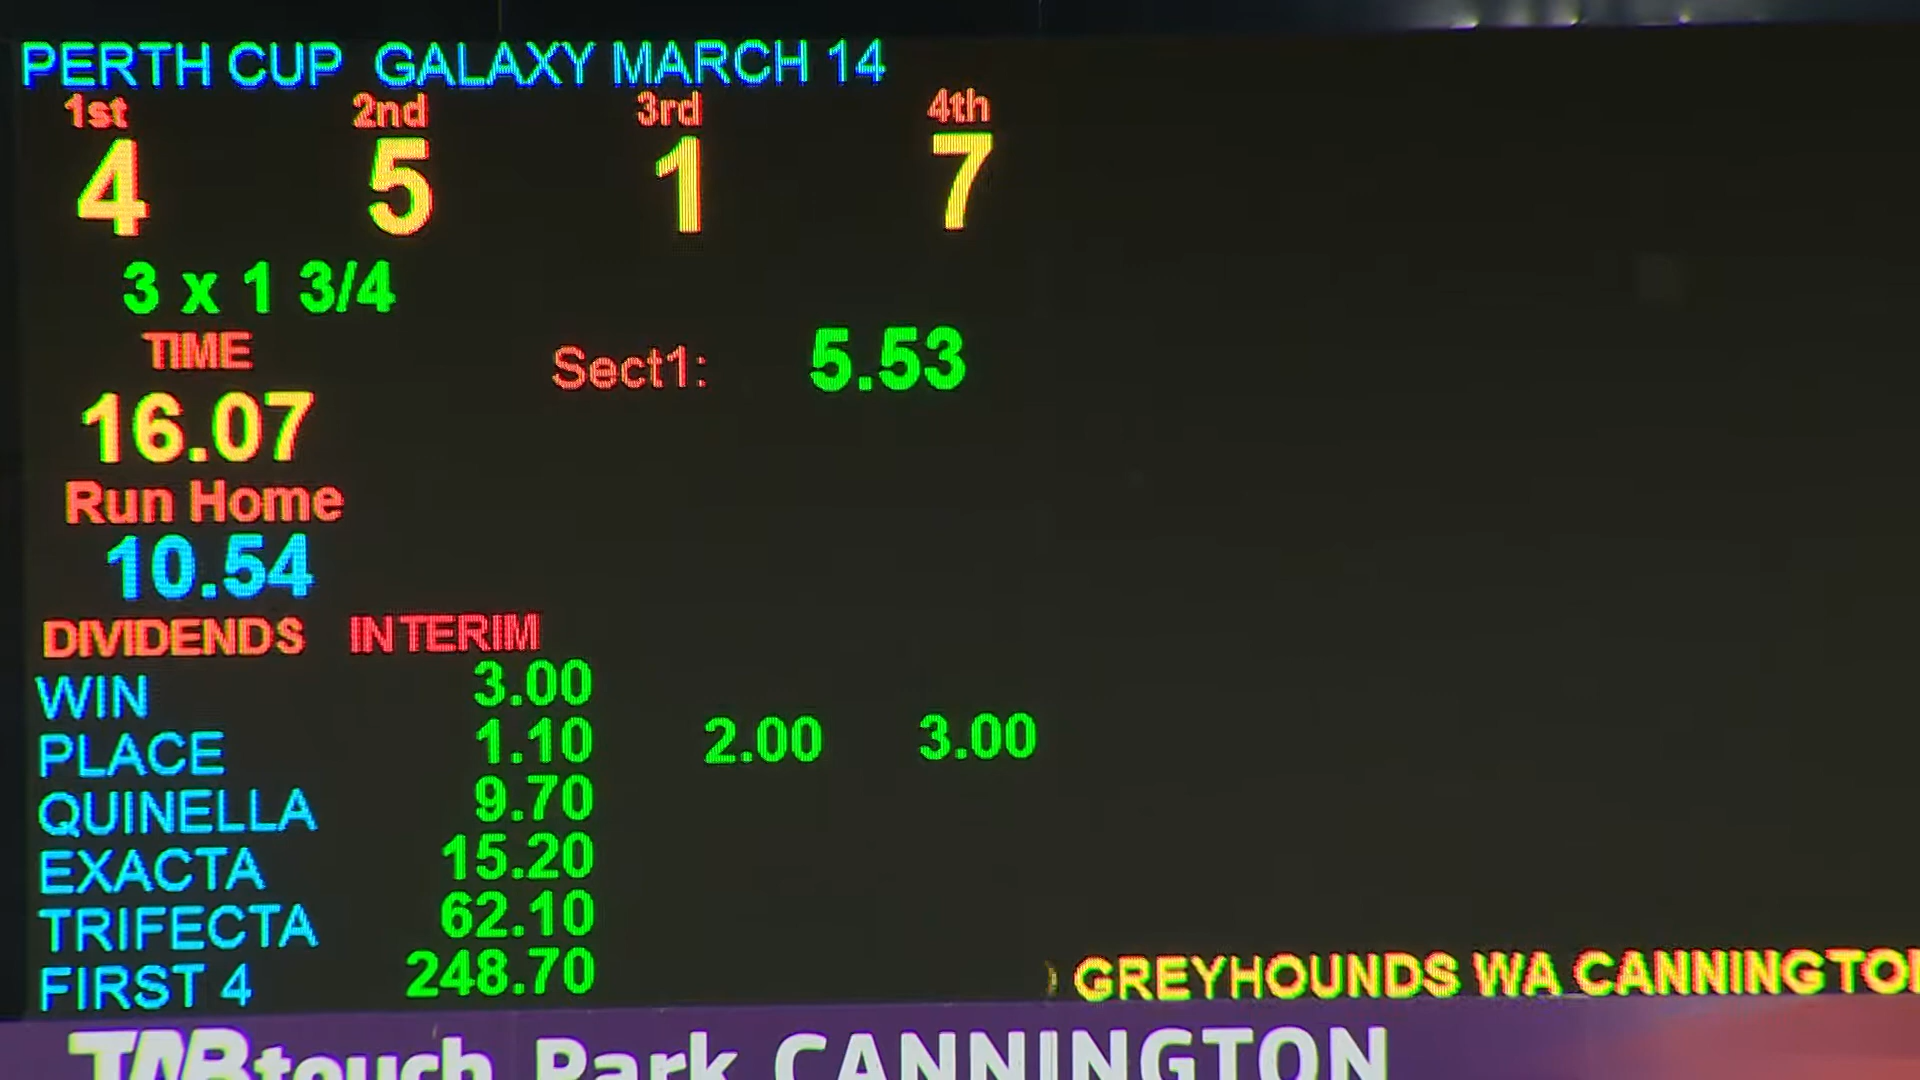 PERTH CUP GALAXY MARCH 14
1st 2nd 3rd 4th
4 5 1 7
3 x 1 3/4
TIME
Sect1: 5.53
16.07
Run Home
10.54
DIVIDENDS INTERIM
WIN 3.00
PLACE 1.10 2.00 3.00
QUINELLA 9.70
EXACTA 15.20
TRIFECTA 62.10
FIRST 4 248.70
GREYHOUNDS WA CANNINGTON
TABtouch Park CANNINGTON